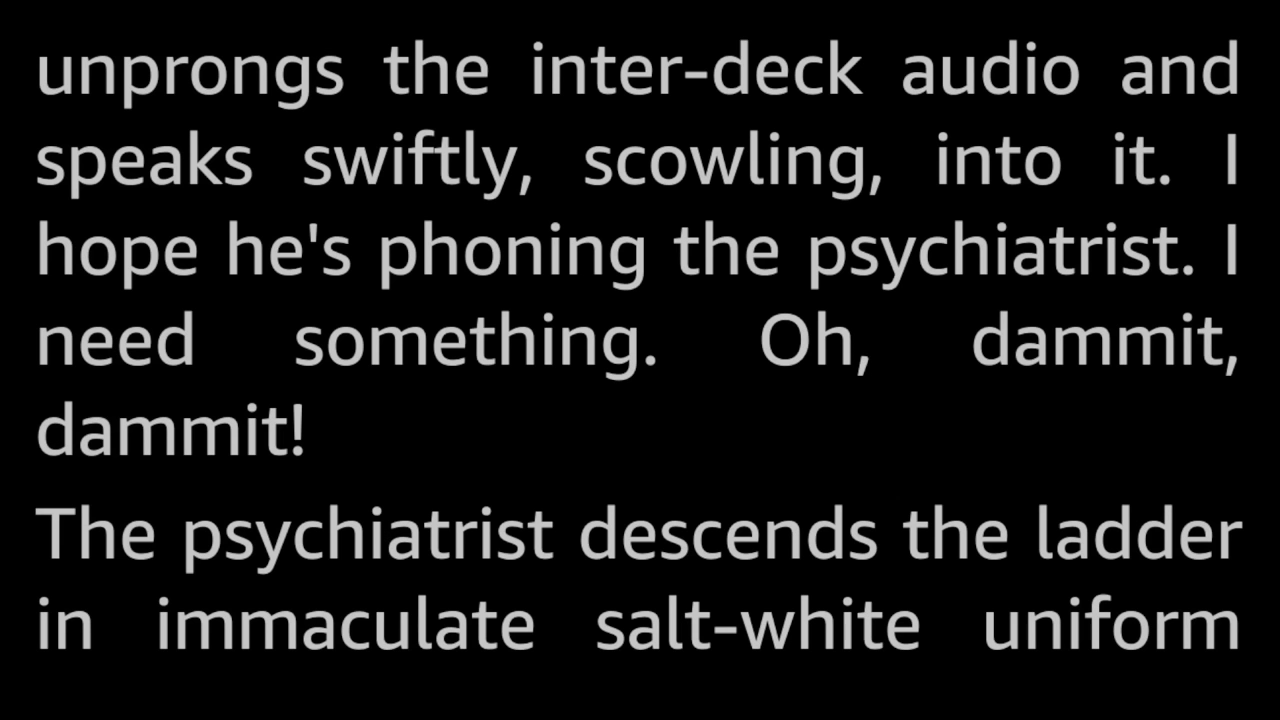 unprongs the inter-deck audio and
speaks swiftly, scowling, into it. I
hope he's phoning the psychiatrist. I
need something. Oh, dammit,
dammit!
The psychiatrist descends the ladder
in immaculate salt-white uniform